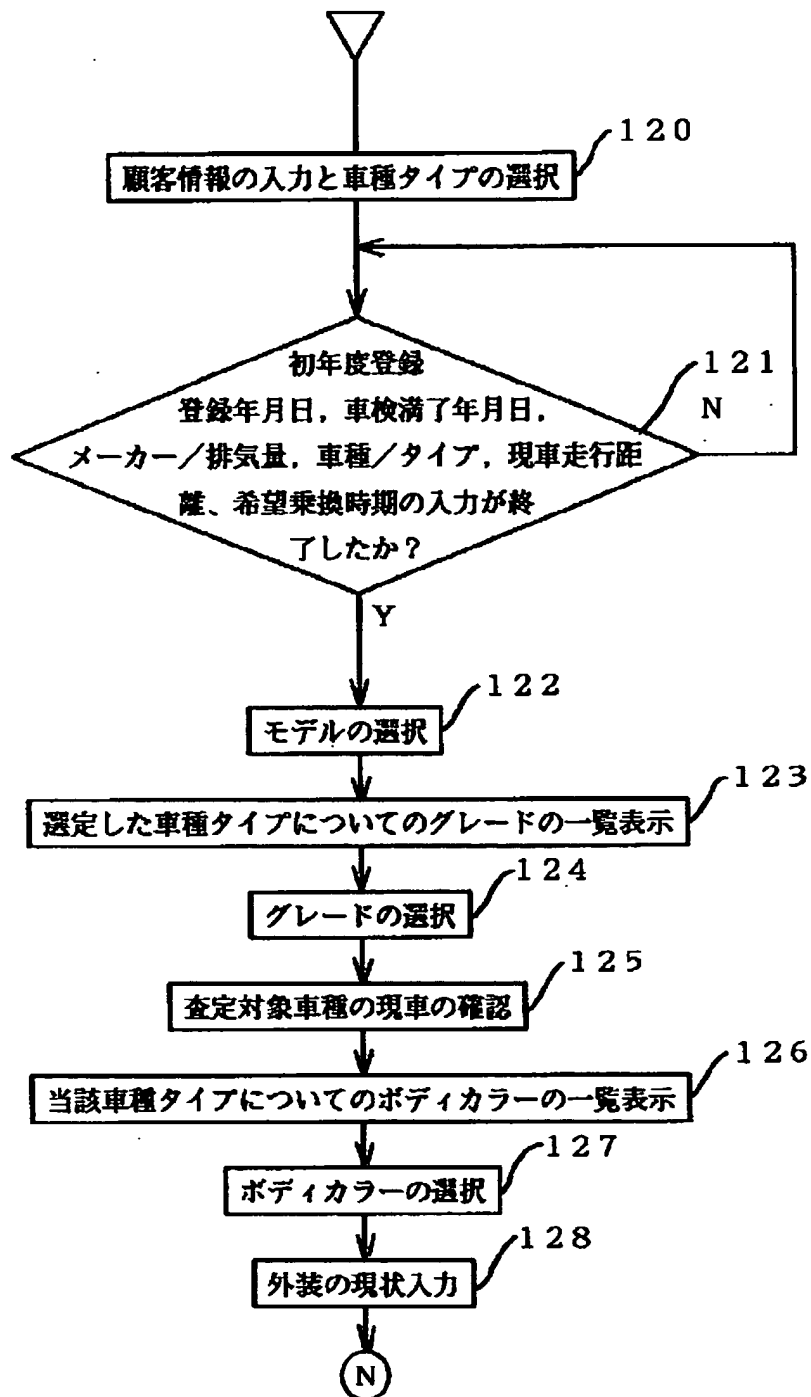 120
顧客情報の入力と車種タイプの選択
初年度登録
登録年月日，車検満了年月日，
メーカー／排気量，車種／タイプ，現車走行距
離、希望乗換時期の入力が終
了したか？
121
N
Y
122
モデルの選択
123
選定した車種タイプについてのグレードの一覧表示
124
グレードの選択
125
査定対象車種の現車の確認
126
当該車種タイプについてのボディカラーの一覧表示
127
ボディカラーの選択
128
外装の現状入力
N